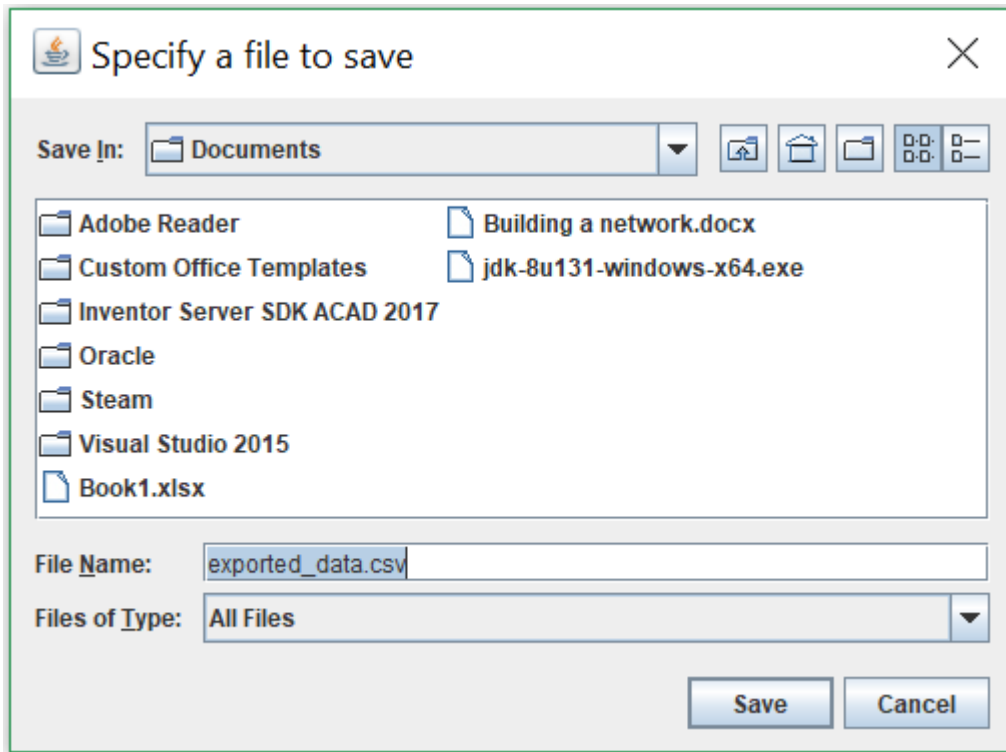 Specify a file to save
Save In: Documents
Adobe Reader Building a network.docx
Custom Office Templates jdk-8u131-windows-x64.exe
Inventor Server SDK ACAD 2017
Oracle
Steam
Visual Studio 2015
Book1.xlsx
File Name: exported_data.csv
Files of Type: All Files
Save Cancel